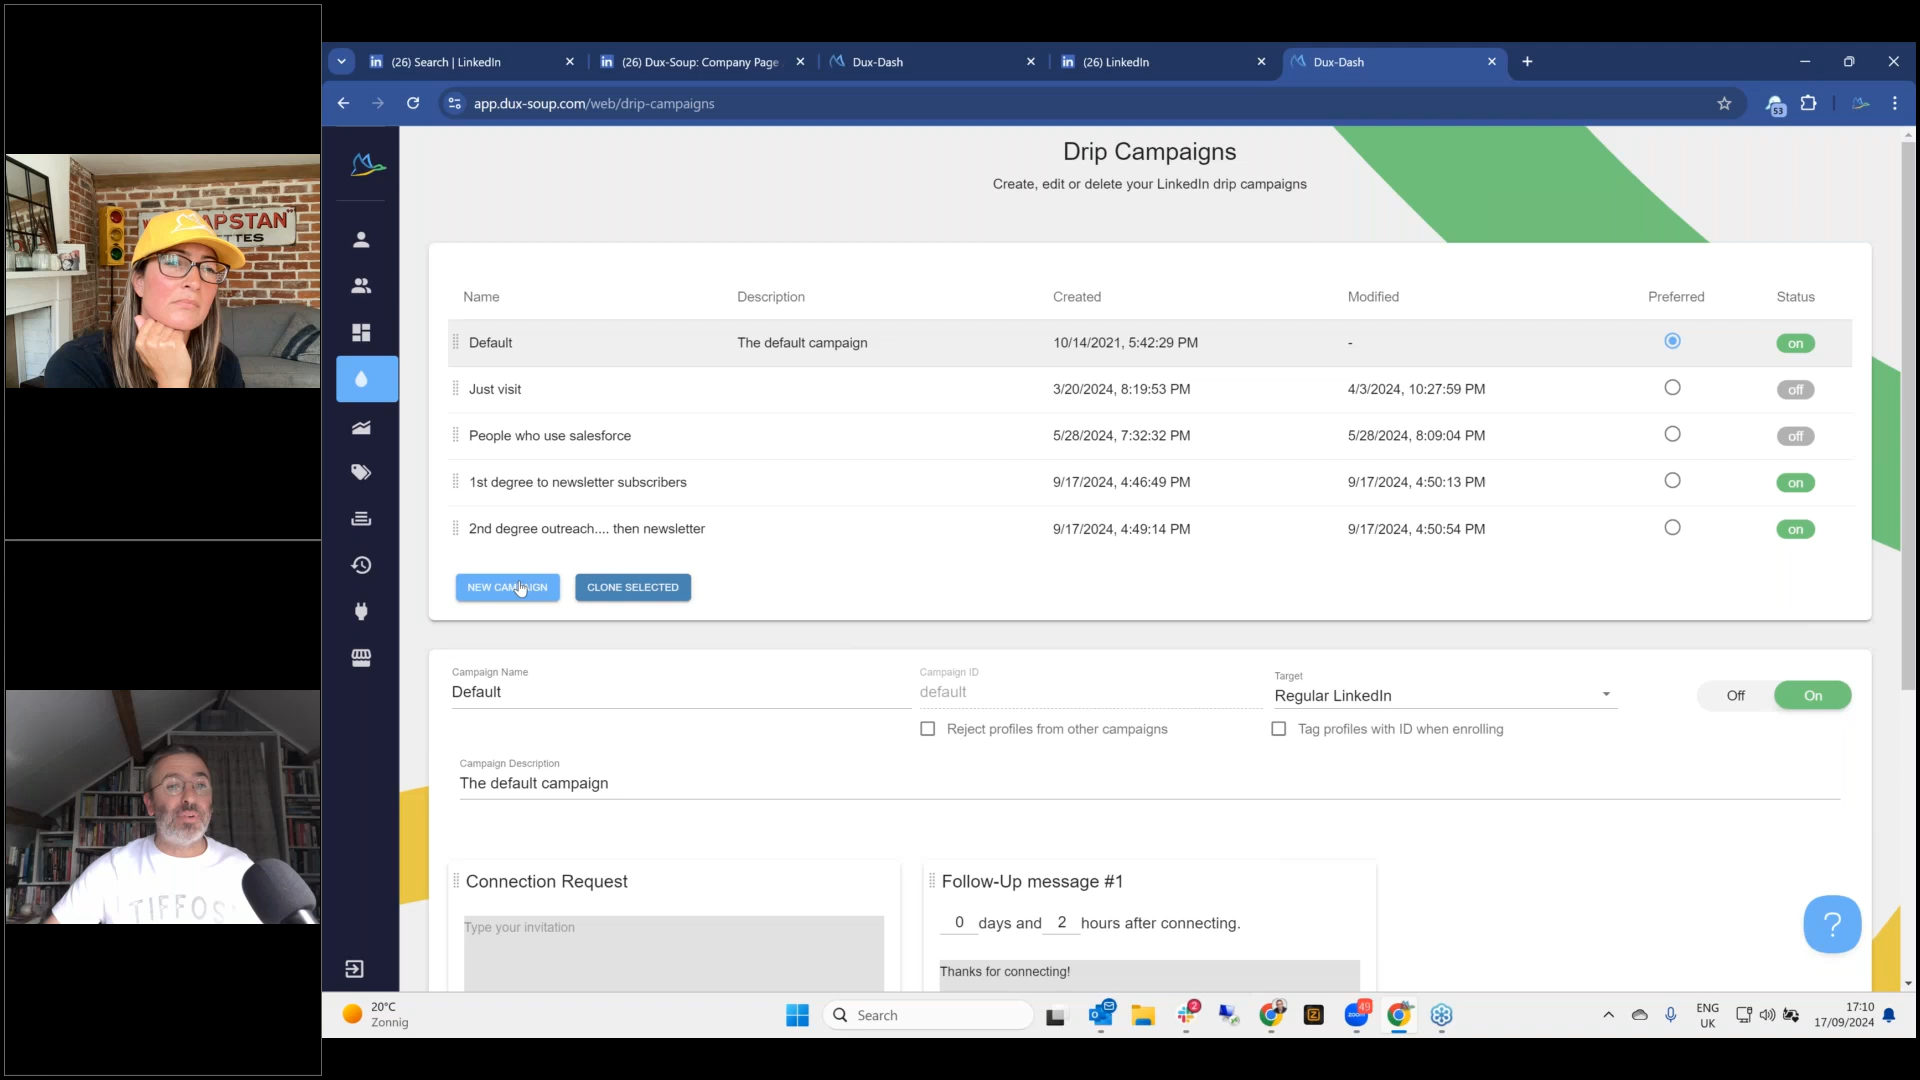 (26) Search | LinkedIn
(26) Dux-Soup: Company Page
Dux-Dash
(26) LinkedIn
Dux-Dash
app.dux-soup.com/web/drip-campaigns
53
Drip Campaigns
Create, edit or delete your LinkedIn drip campaigns
Name Description Created Modified Preferred Status
Default The default campaign 10/14/2021, 5:42:29 PM - on
Just visit 3/20/2024, 8:19:53 PM 4/3/2024, 10:27:59 PM off
People who use salesforce 5/28/2024, 7:32:32 PM 5/28/2024, 8:09:04 PM off
1st degree to newsletter subscribers 9/17/2024, 4:46:49 PM 9/17/2024, 4:50:13 PM on
2nd degree outreach.... then newsletter 9/17/2024, 4:49:14 PM 9/17/2024, 4:50:54 PM on
NEW CAMPAIGN CLONE SELECTED
Campaign Name Campaign ID Target
Default default Regular LinkedIn Off On
Reject profiles from other campaigns Tag profiles with ID when enrolling
Campaign Description
The default campaign
Connection Request Follow-Up message #1
Type your invitation 0 days and 2 hours after connecting.
Thanks for connecting!
?
20°C
Zonnig
Search
2
zoom
49
ENG
UK
17:10
17/09/2024
APSTAN"
TTES
TIFFOS